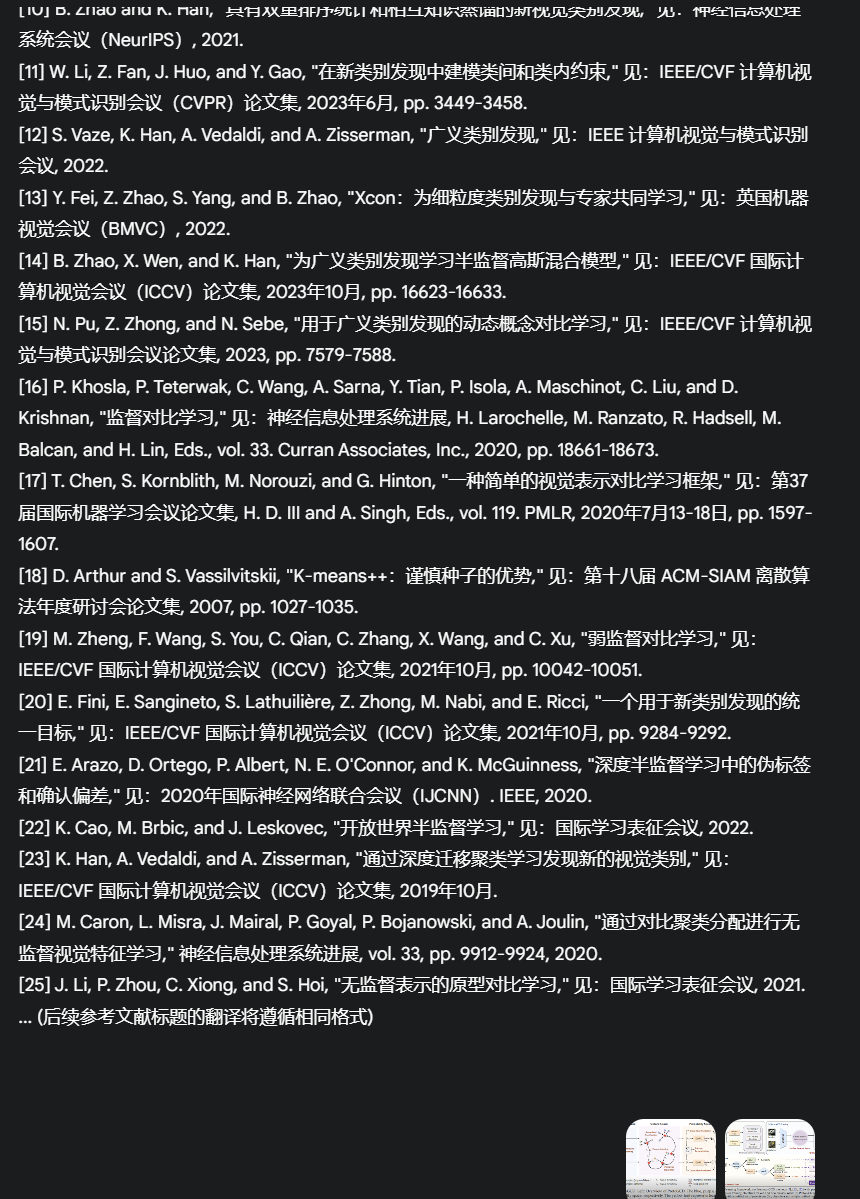 [10] B. Zhao and K. Han, "具有双重排序统计和相互知识蒸馏的新视觉类别发现," 见：神经信息处理
系统会议（NeurIPS）, 2021.
[11] W. Li, Z. Fan, J. Huo, and Y. Gao, "在新类别发现中建模类间和类内约束," 见：IEEE/CVF 计算机视
觉与模式识别会议（CVPR）论文集, 2023年6月, pp. 3449-3458.
[12] S. Vaze, K. Han, A. Vedaldi, and A. Zisserman, "广义类别发现," 见：IEEE 计算机视觉与模式识别
会议, 2022.
[13] Y. Fei, Z. Zhao, S. Yang, and B. Zhao, "Xcon：为细粒度类别发现与专家共同学习," 见：英国机器
视觉会议（BMVC）, 2022.
[14] B. Zhao, X. Wen, and K. Han, "为广义类别发现学习半监督高斯混合模型," 见：IEEE/CVF 国际计
算机视觉会议（ICCV）论文集, 2023年10月, pp. 16623-16633.
[15] N. Pu, Z. Zhong, and N. Sebe, "用于广义类别发现的动态概念对比学习," 见：IEEE/CVF 计算机视
觉与模式识别会议论文集, 2023, pp. 7579-7588.
[16] P. Khosla, P. Teterwak, C. Wang, A. Sarna, Y. Tian, P. Isola, A. Maschinot, C. Liu, and D.
Krishnan, "监督对比学习," 见：神经信息处理系统进展, H. Larochelle, M. Ranzato, R. Hadsell, M.
Balcan, and H. Lin, Eds., vol. 33. Curran Associates, Inc., 2020, pp. 18661-18673.
[17] T. Chen, S. Kornblith, M. Norouzi, and G. Hinton, "一种简单的视觉表示对比学习框架," 见：第37
届国际机器学习会议论文集, H. D. III and A. Singh, Eds., vol. 119. PMLR, 2020年7月13-18日, pp. 1597-
1607.
[18] D. Arthur and S. Vassilvitskii, "K-means++：谨慎种子的优势," 见：第十八届 ACM-SIAM 离散算
法年度研讨会论文集, 2007, pp. 1027-1035.
[19] M. Zheng, F. Wang, S. You, C. Qian, C. Zhang, X. Wang, and C. Xu, "弱监督对比学习," 见：
IEEE/CVF 国际计算机视觉会议（ICCV）论文集, 2021年10月, pp. 10042-10051.
[20] E. Fini, E. Sangineto, S. Lathuilière, Z. Zhong, M. Nabi, and E. Ricci, "一个用于新类别发现的统
一目标," 见：IEEE/CVF 国际计算机视觉会议（ICCV）论文集, 2021年10月, pp. 9284-9292.
[21] E. Arazo, D. Ortego, P. Albert, N. E. O'Connor, and K. McGuinness, "深度半监督学习中的伪标签
和确认偏差," 见：2020年国际神经网络联合会议（IJCNN）. IEEE, 2020.
[22] K. Cao, M. Brbic, and J. Leskovec, "开放世界半监督学习," 见：国际学习表征会议, 2022.
[23] K. Han, A. Vedaldi, and A. Zisserman, "通过深度迁移聚类学习发现新的视觉类别," 见：
IEEE/CVF 国际计算机视觉会议（ICCV）论文集, 2019年10月.
[24] M. Caron, L. Misra, J. Mairal, P. Goyal, P. Bojanowski, and A. Joulin, "通过对比聚类分配进行无
监督视觉特征学习," 神经信息处理系统进展, vol. 33, pp. 9912-9924, 2020.
[25] J. Li, P. Zhou, C. Xiong, and S. Hoi, "无监督表示的原型对比学习," 见：国际学习表征会议, 2021.
... (后续参考文献标题的翻译将遵循相同格式)